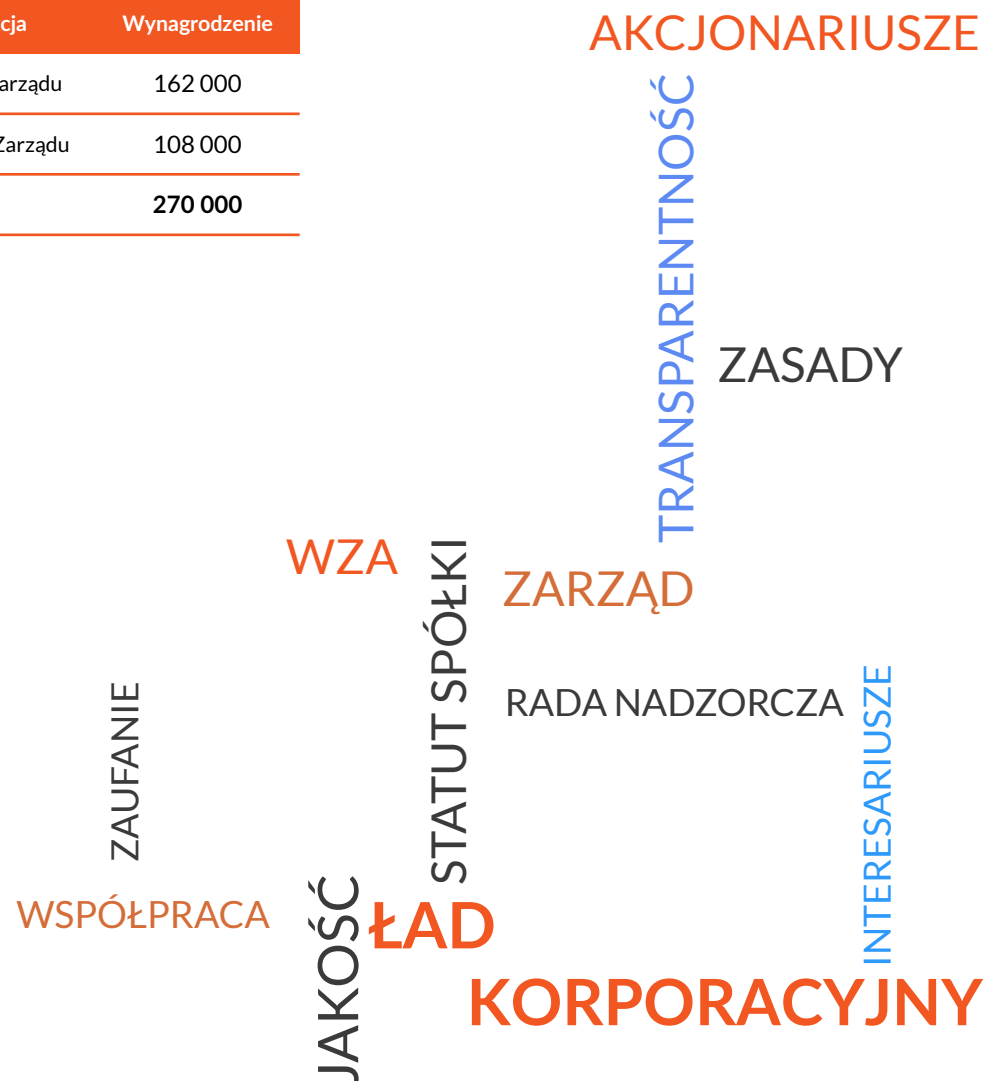 cja Wynagrodzenie
arządu 162 000
Zarządu 108 000
270 000
AKCJONARIUSZE
TRANSPARENTNOŚĆ
ZASADY
WZA
STATUT SPÓŁKI
ZARZĄD
ZAUFANIE
RADA NADZORCZA
INTERESARIUSZE
WSPÓŁPRACA
JAKOŚĆ
ŁAD
KORPORACYJNY